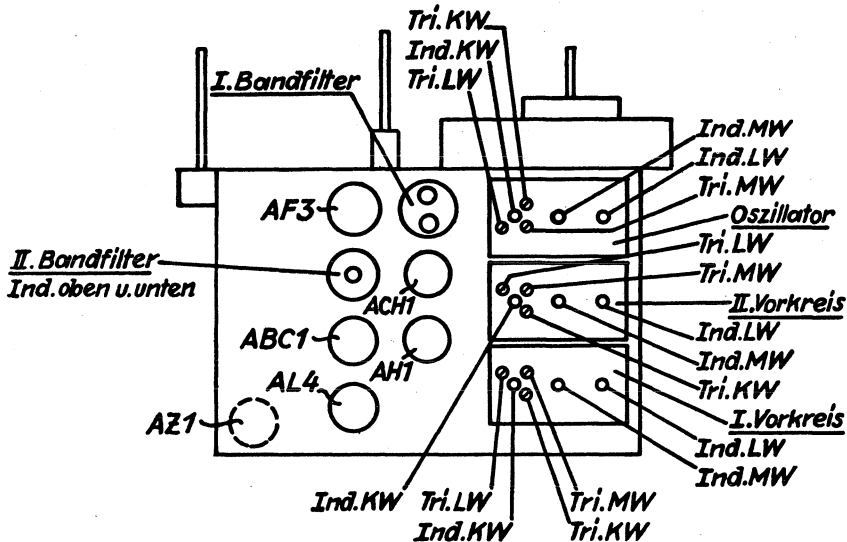 Tri.KW
Ind.KW
Tri.LW
I.Bandfilter
Ind.MW
Ind.LW
Tri.MW
Oszillator
AF3
Tri.LW
II.Bandfilter
Ind.oben u.unten
Tri.MW
ACH1
II.Vorkreis
Ind.LW
ABC1
AH1
Ind.MW
AL4
Tri.KW
AZ1
I.Vorkreis
Ind.LW
Ind.MW
Ind.KW Tri.LW Tri.MW
Ind.KW Tri.KW